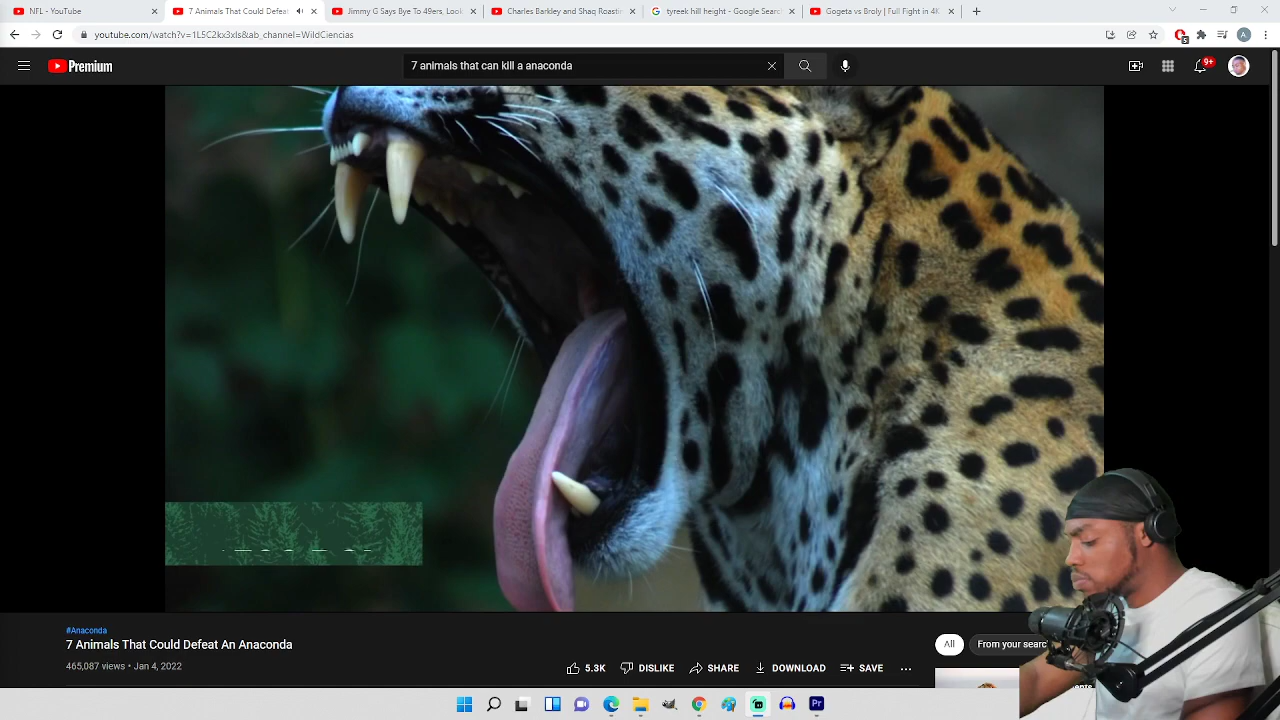 NFL - YouTube
7 Animals That Could Defeat
Jimmy G Says Bye To 49ers, Look
Charles Barkley and Shaq Roastin
tyreek hill height - Google Searc
Gogeta vs Broly | Full Fight in 4K
youtube.com/watch?v=1L5C2kx3xIs&ab_channel=WildCiencias
S
A
Premium
7 animals that can kill a anaconda
9+
#Anaconda
7 Animals That Could Defeat An Anaconda
465,087 views • Jan 4, 2022
5.3K
DISLIKE
SHARE
DOWNLOAD
SAVE
All
From your searc
Pr